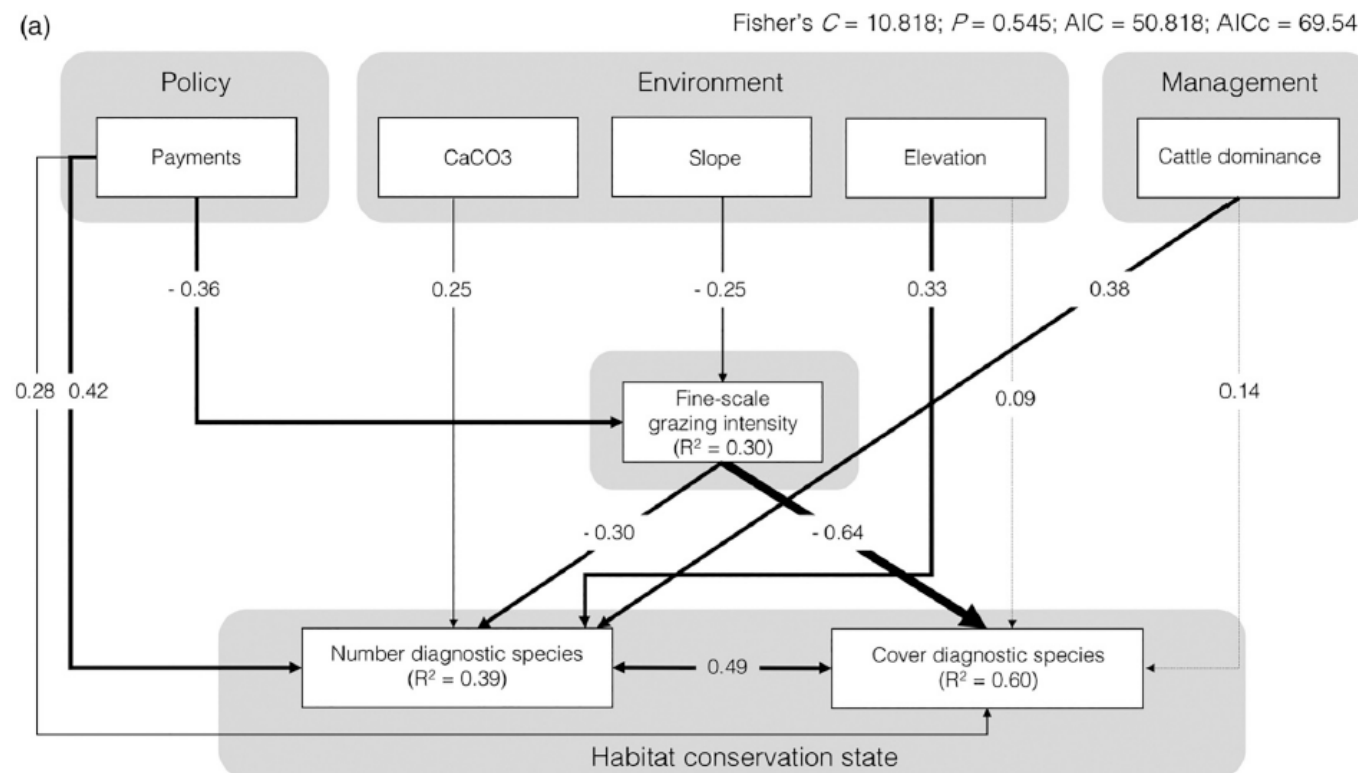 (a)
Fisher's C = 10.818; P = 0.545; AIC = 50.818; AICc = 69.54
Policy
Environment
Management
Payments
CaCO3
Slope
Elevation
Cattle dominance
- 0.36
0.25
-0.25
0.33
0.38
0.28
0.42
Fine-scale
grazing intensity
(R² = 0.30)
0.09
0.14
- 0.30
- 0.64
Number diagnostic species
(R² = 0.39)
0.49
Cover diagnostic species
(R² = 0.60)
Habitat conservation state